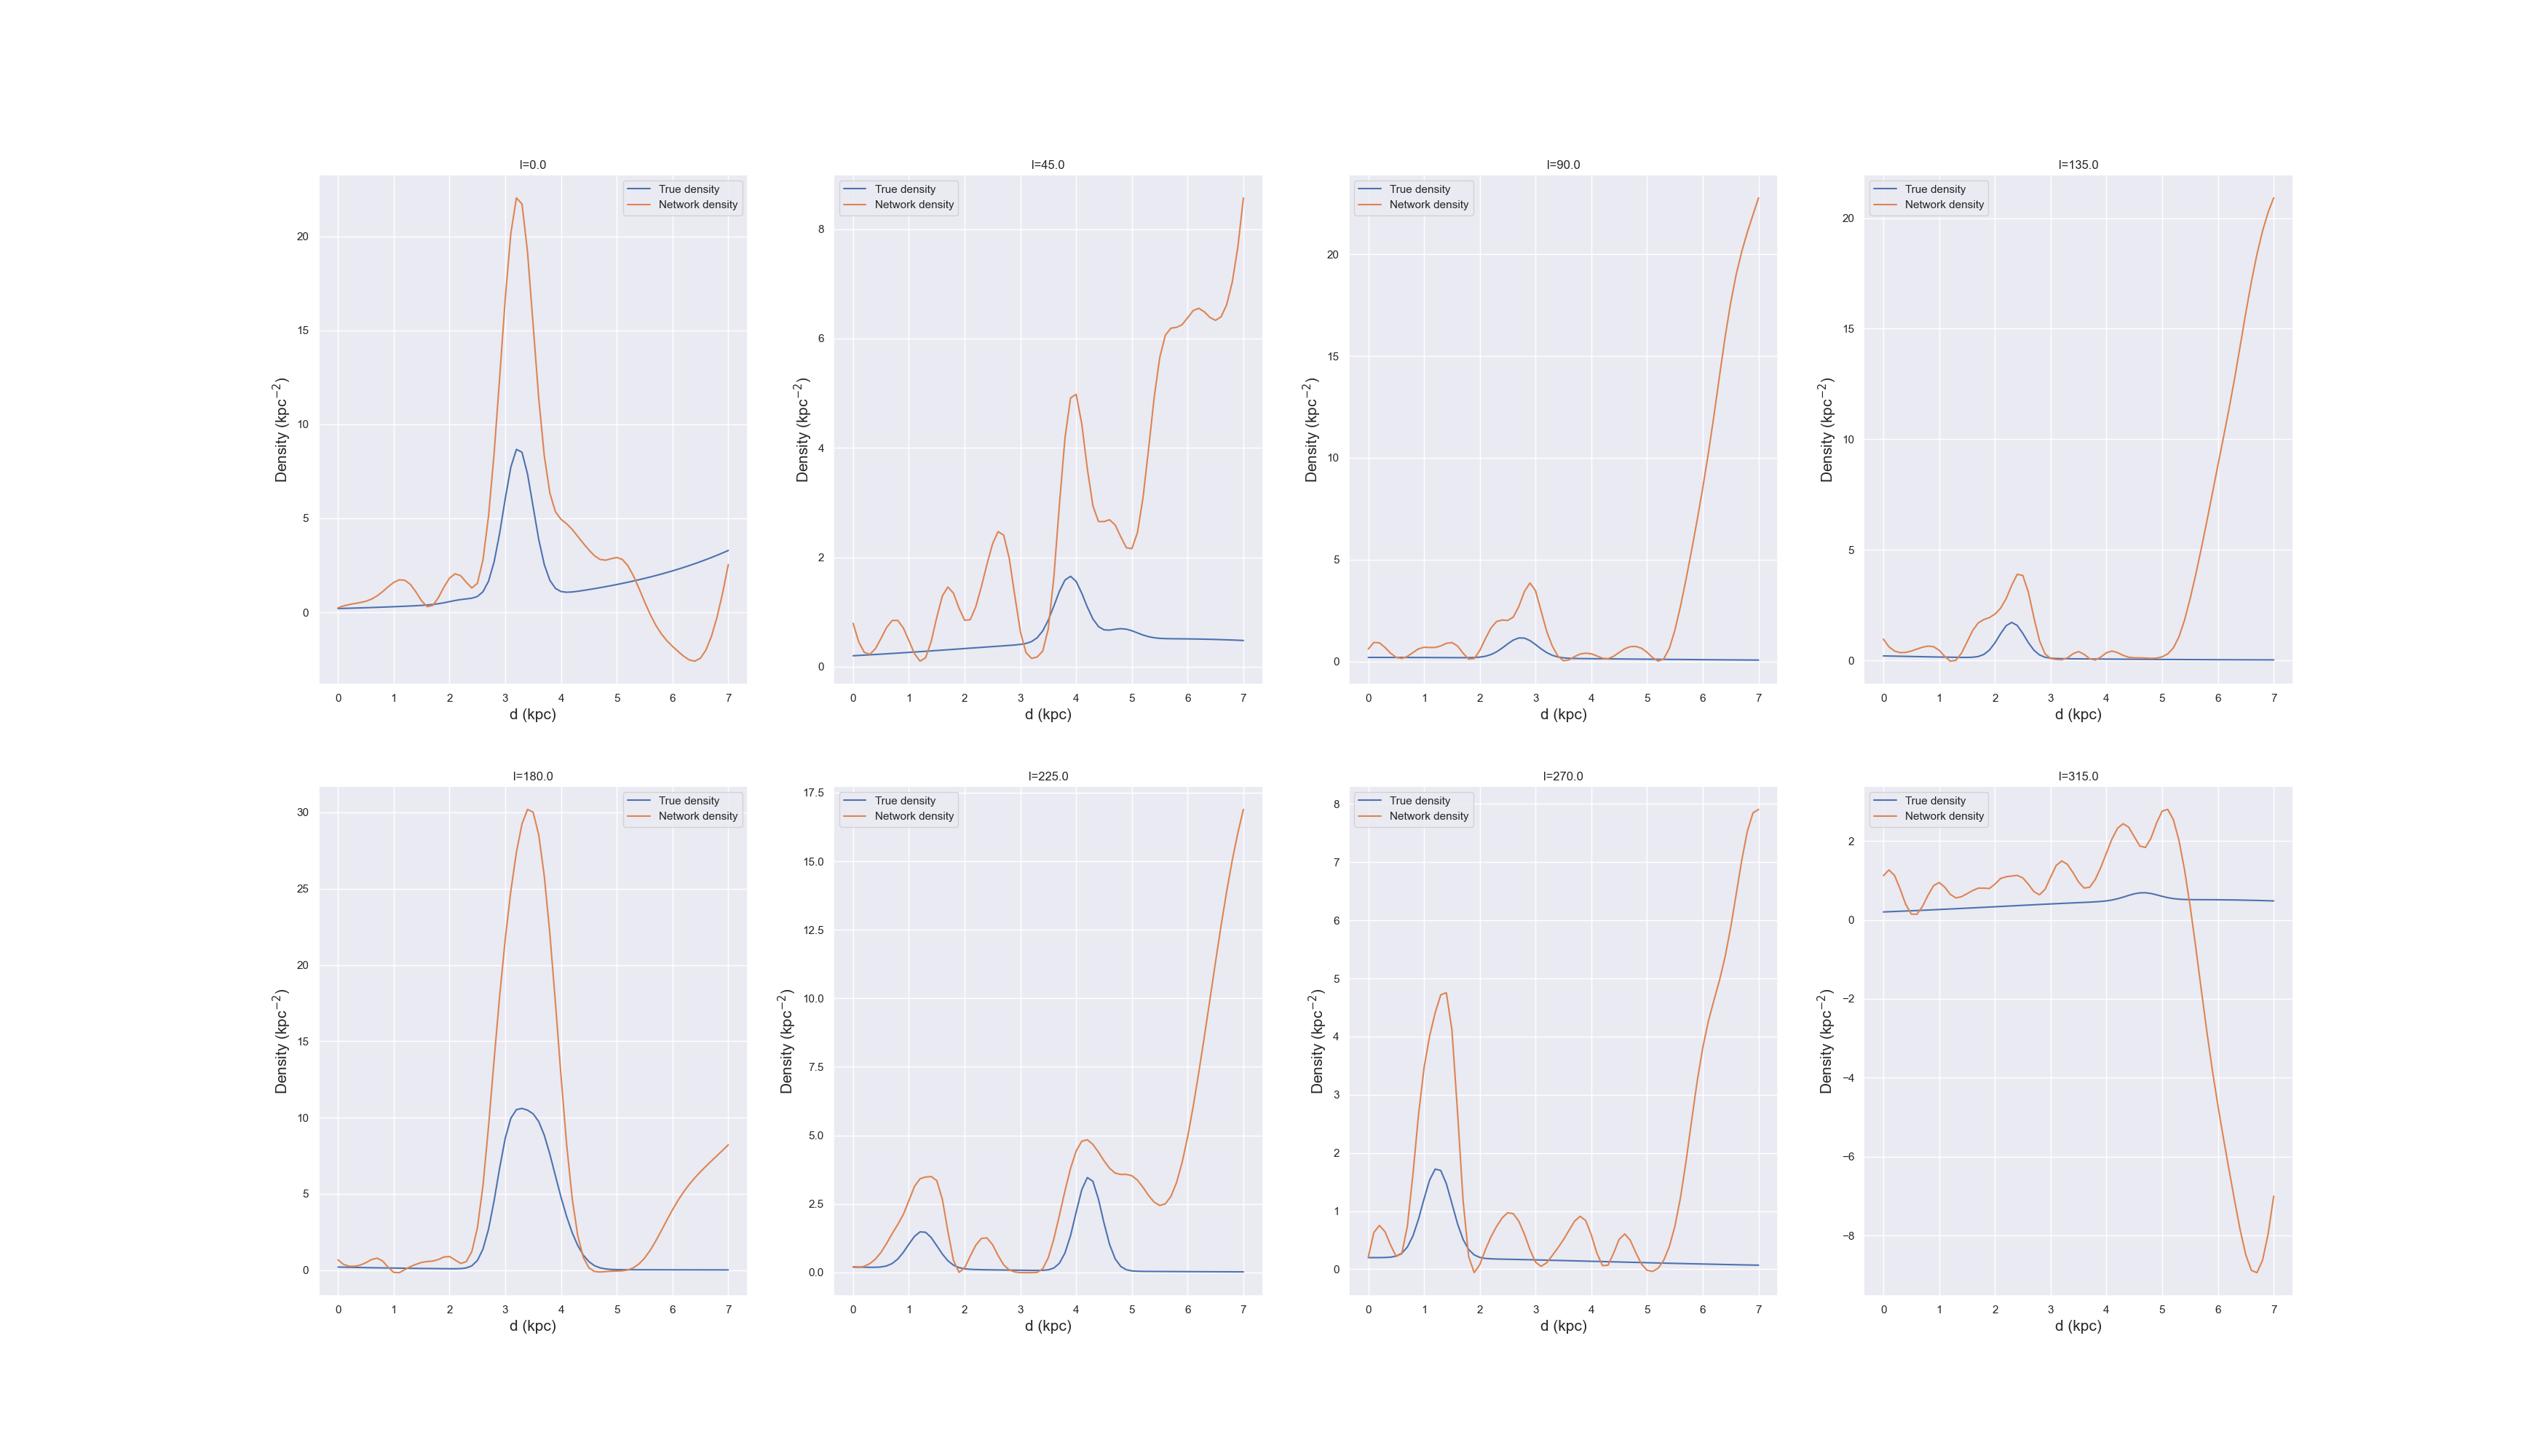 l=0.0
True density
Network density
20
15
10
5
0
Density (kpc⁻²)
0 1 2 3 4 5 6 7
d (kpc)
l=45.0
True density
Network density
8
6
4
2
0
Density (kpc⁻²)
0 1 2 3 4 5 6 7
d (kpc)
l=90.0
True density
Network density
20
15
10
5
0
Density (kpc⁻²)
0 1 2 3 4 5 6 7
d (kpc)
l=135.0
True density
Network density
20
15
10
5
0
Density (kpc⁻²)
0 1 2 3 4 5 6 7
d (kpc)
l=180.0
True density
Network density
30
25
20
15
10
5
0
Density (kpc⁻²)
0 1 2 3 4 5 6 7
d (kpc)
l=225.0
True density
Network density
17.5
15.0
12.5
10.0
7.5
5.0
2.5
0.0
Density (kpc⁻²)
0 1 2 3 4 5 6 7
d (kpc)
l=270.0
True density
Network density
8
7
6
5
4
3
2
1
0
Density (kpc⁻²)
0 1 2 3 4 5 6 7
d (kpc)
l=315.0
True density
Network density
2
0
−2
−4
−6
−8
Density (kpc⁻²)
0 1 2 3 4 5 6 7
d (kpc)